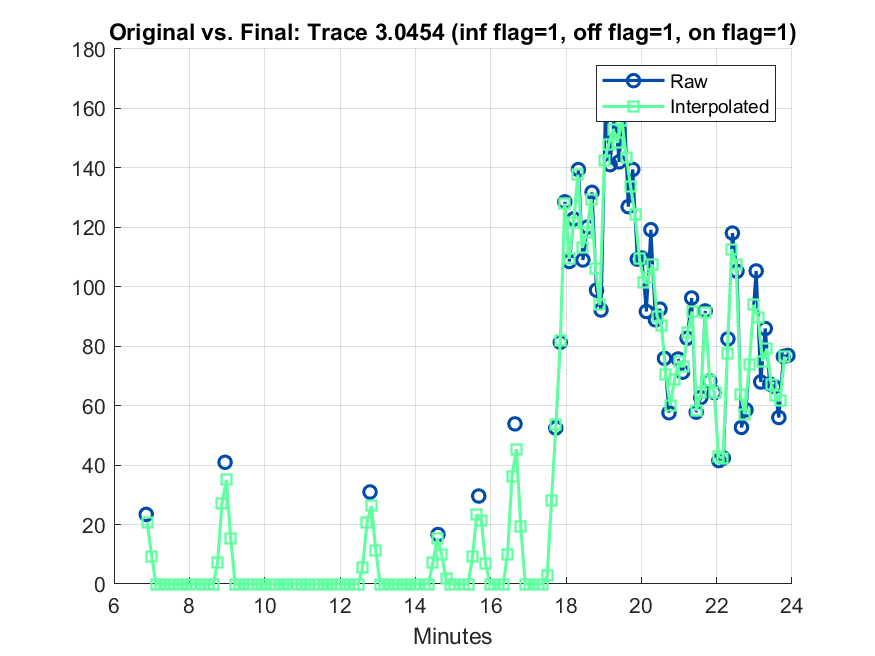 Original vs. Final: Trace 3.0454 (inf flag=1, off flag=1, on flag=1)
180
160
140
120
100
80
60
40
20
0
Raw
Interpolated
6 8 10 12 14 16 18 20 22 24
Minutes